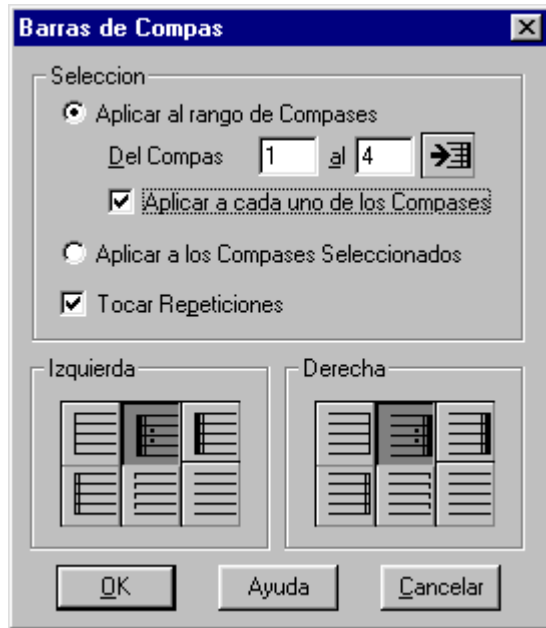 Barras de Compas
Seleccion
Aplicar al rango de Compases
Del Compas 1 al 4
Aplicar a cada uno de los Compases
Aplicar a los Compases Seleccionados
Tocar Repeticiones
Izquierda Derecha
OK Ayuda Cancelar